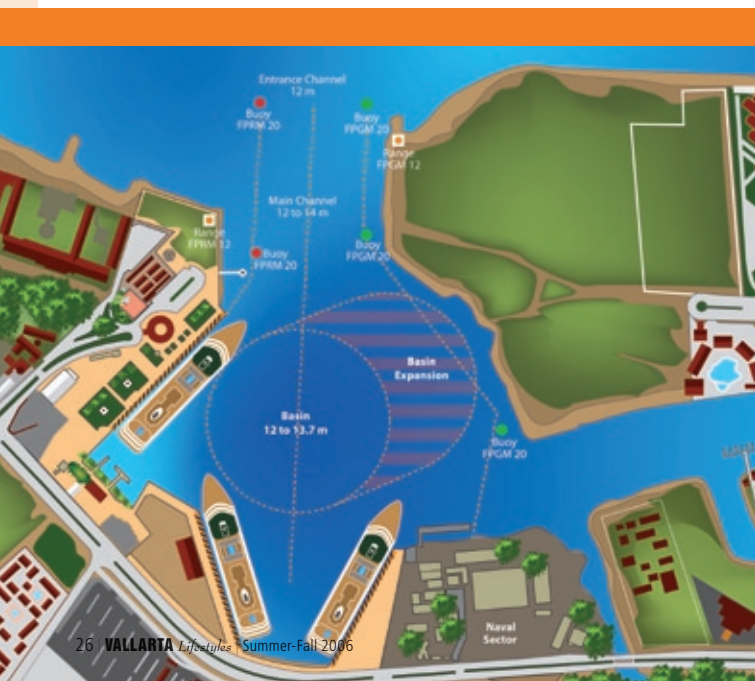 Entrance Channel
12 m
Buoy
FPRM 20
Buoy
FPGM 20
Range
FPGM 12
Main Channel
12 to 14 m
Range
FPRM 12
Buoy
FPRM 20
Buoy
FPGM 20
Basin
Expansion
Basin
12 to 13.7 m
Buoy
FPGM 20
Naval
Sector
26 | VALLARTA Lifestyles | Summer-Fall 2006